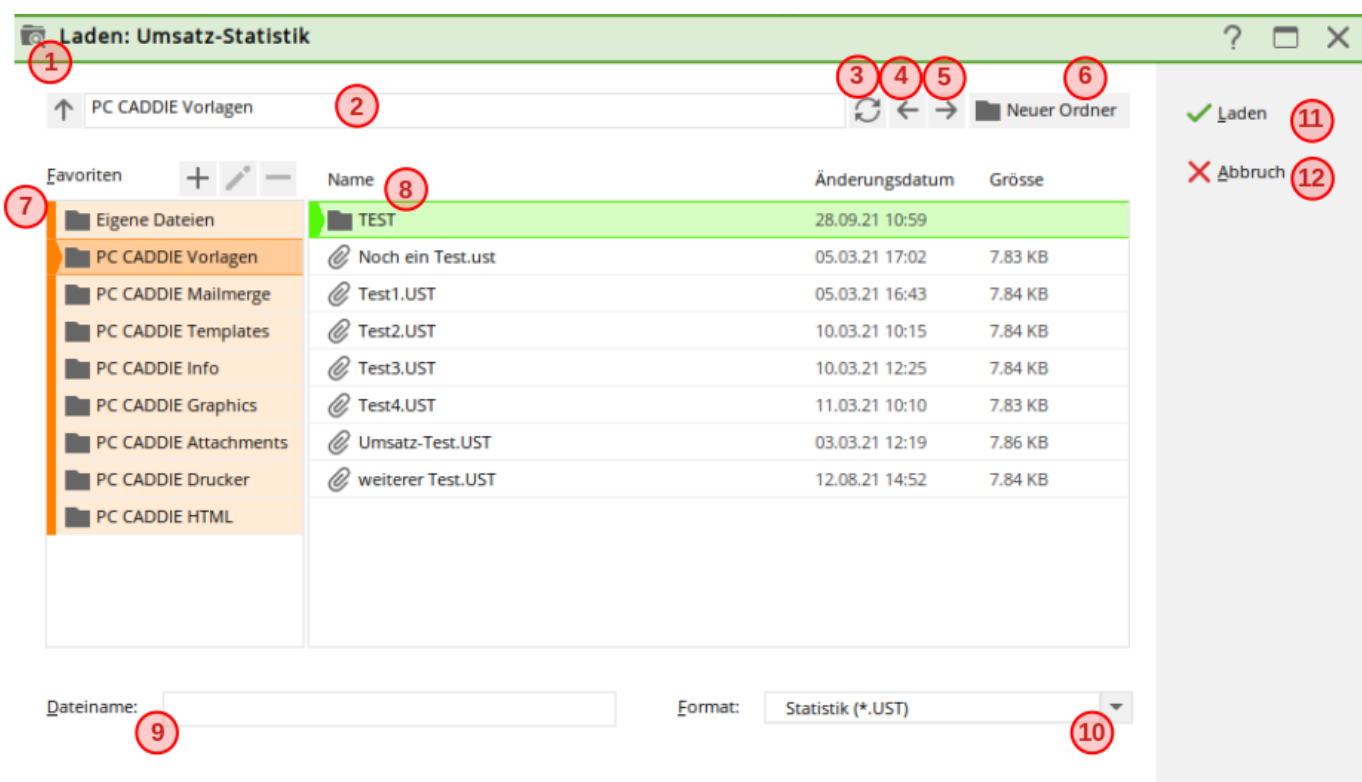 Laden: Umsatz-Statistik ?
1
3 4 5 6
PC CADDIE Vorlagen 2 Neuer Ordner
Laden 11
Abbruch 12
Favoriten Name 8 Änderungsdatum Grösse
7
Eigene Dateien TEST 28.09.21 10:59
PC CADDIE Vorlagen Noch ein Test.ust 05.03.21 17:02 7.83 KB
PC CADDIE Mailmerge Test1.UST 05.03.21 16:43 7.84 KB
PC CADDIE Templates Test2.UST 10.03.21 10:15 7.84 KB
PC CADDIE Info Test3.UST 10.03.21 12:25 7.84 KB
PC CADDIE Graphics Test4.UST 11.03.21 10:10 7.83 KB
PC CADDIE Attachments Umsatz-Test.UST 03.03.21 12:19 7.86 KB
PC CADDIE Drucker weiterer Test.UST 12.08.21 14:52 7.84 KB
PC CADDIE HTML
Dateiname: Format: Statistik (*.UST)
9 10